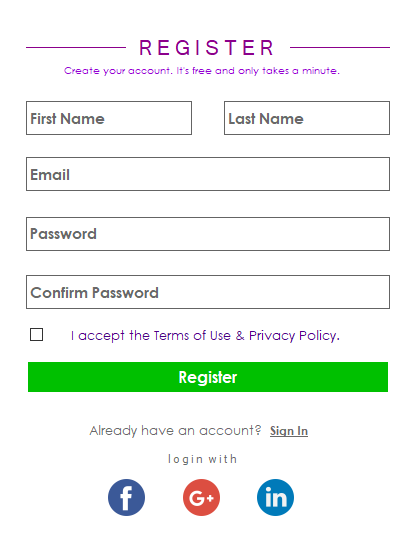 REGISTER
Create your account. It's free and only takes a minute.
First Name Last Name
Email
Password
Confirm Password
I accept the Terms of Use & Privacy Policy.
Register
Already have an account? Sign In
login with
f G+ in